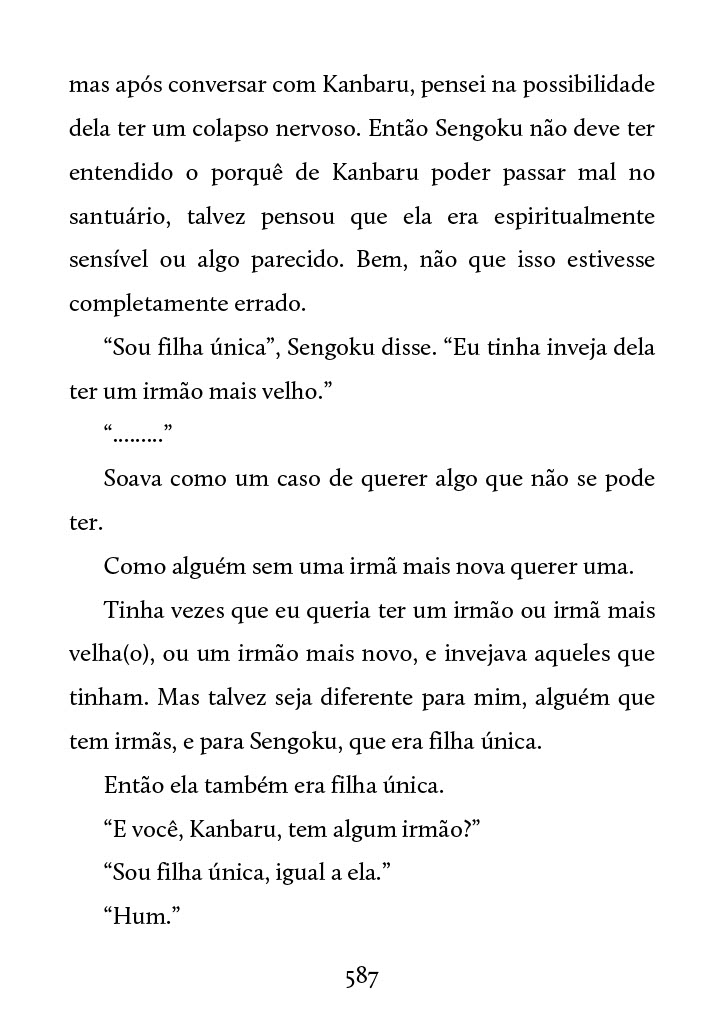 mas após conversar com Kanbaru, pensei na possibilidade
dela ter um colapso nervoso. Então Sengoku não deve ter
entendido o porquê de Kanbaru poder passar mal no
santuário, talvez pensou que ela era espiritualmente
sensível ou algo parecido. Bem, não que isso estivesse
completamente errado.
“Sou filha única”, Sengoku disse. “Eu tinha inveja dela
ter um irmão mais velho.”
“.........”
Soava como um caso de querer algo que não se pode
ter.
Como alguém sem uma irmã mais nova querer uma.
Tinha vezes que eu queria ter um irmão ou irmã mais
velha(o), ou um irmão mais novo, e invejava aqueles que
tinham. Mas talvez seja diferente para mim, alguém que
tem irmãs, e para Sengoku, que era filha única.
Então ela também era filha única.
“E você, Kanbaru, tem algum irmão?”
“Sou filha única, igual a ela.”
“Hum.”
587